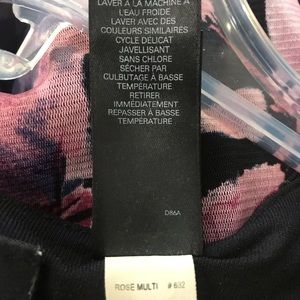 LAVER À LA MACHINE À
L'EAU FROIDE
LAVER AVEC DES
COULEURS SIMILAIRES
CYCLE DÉLICAT
JAVELLISANT
SANS CHLORE
SÉCHER PAR
CULBUTAGE À BASSE
TEMPÉRATURE
RETIRER
IMMÉDIATEMENT
REPASSER À BASSE
TEMPÉRATURE
D86A
ROSE MULTI # 632